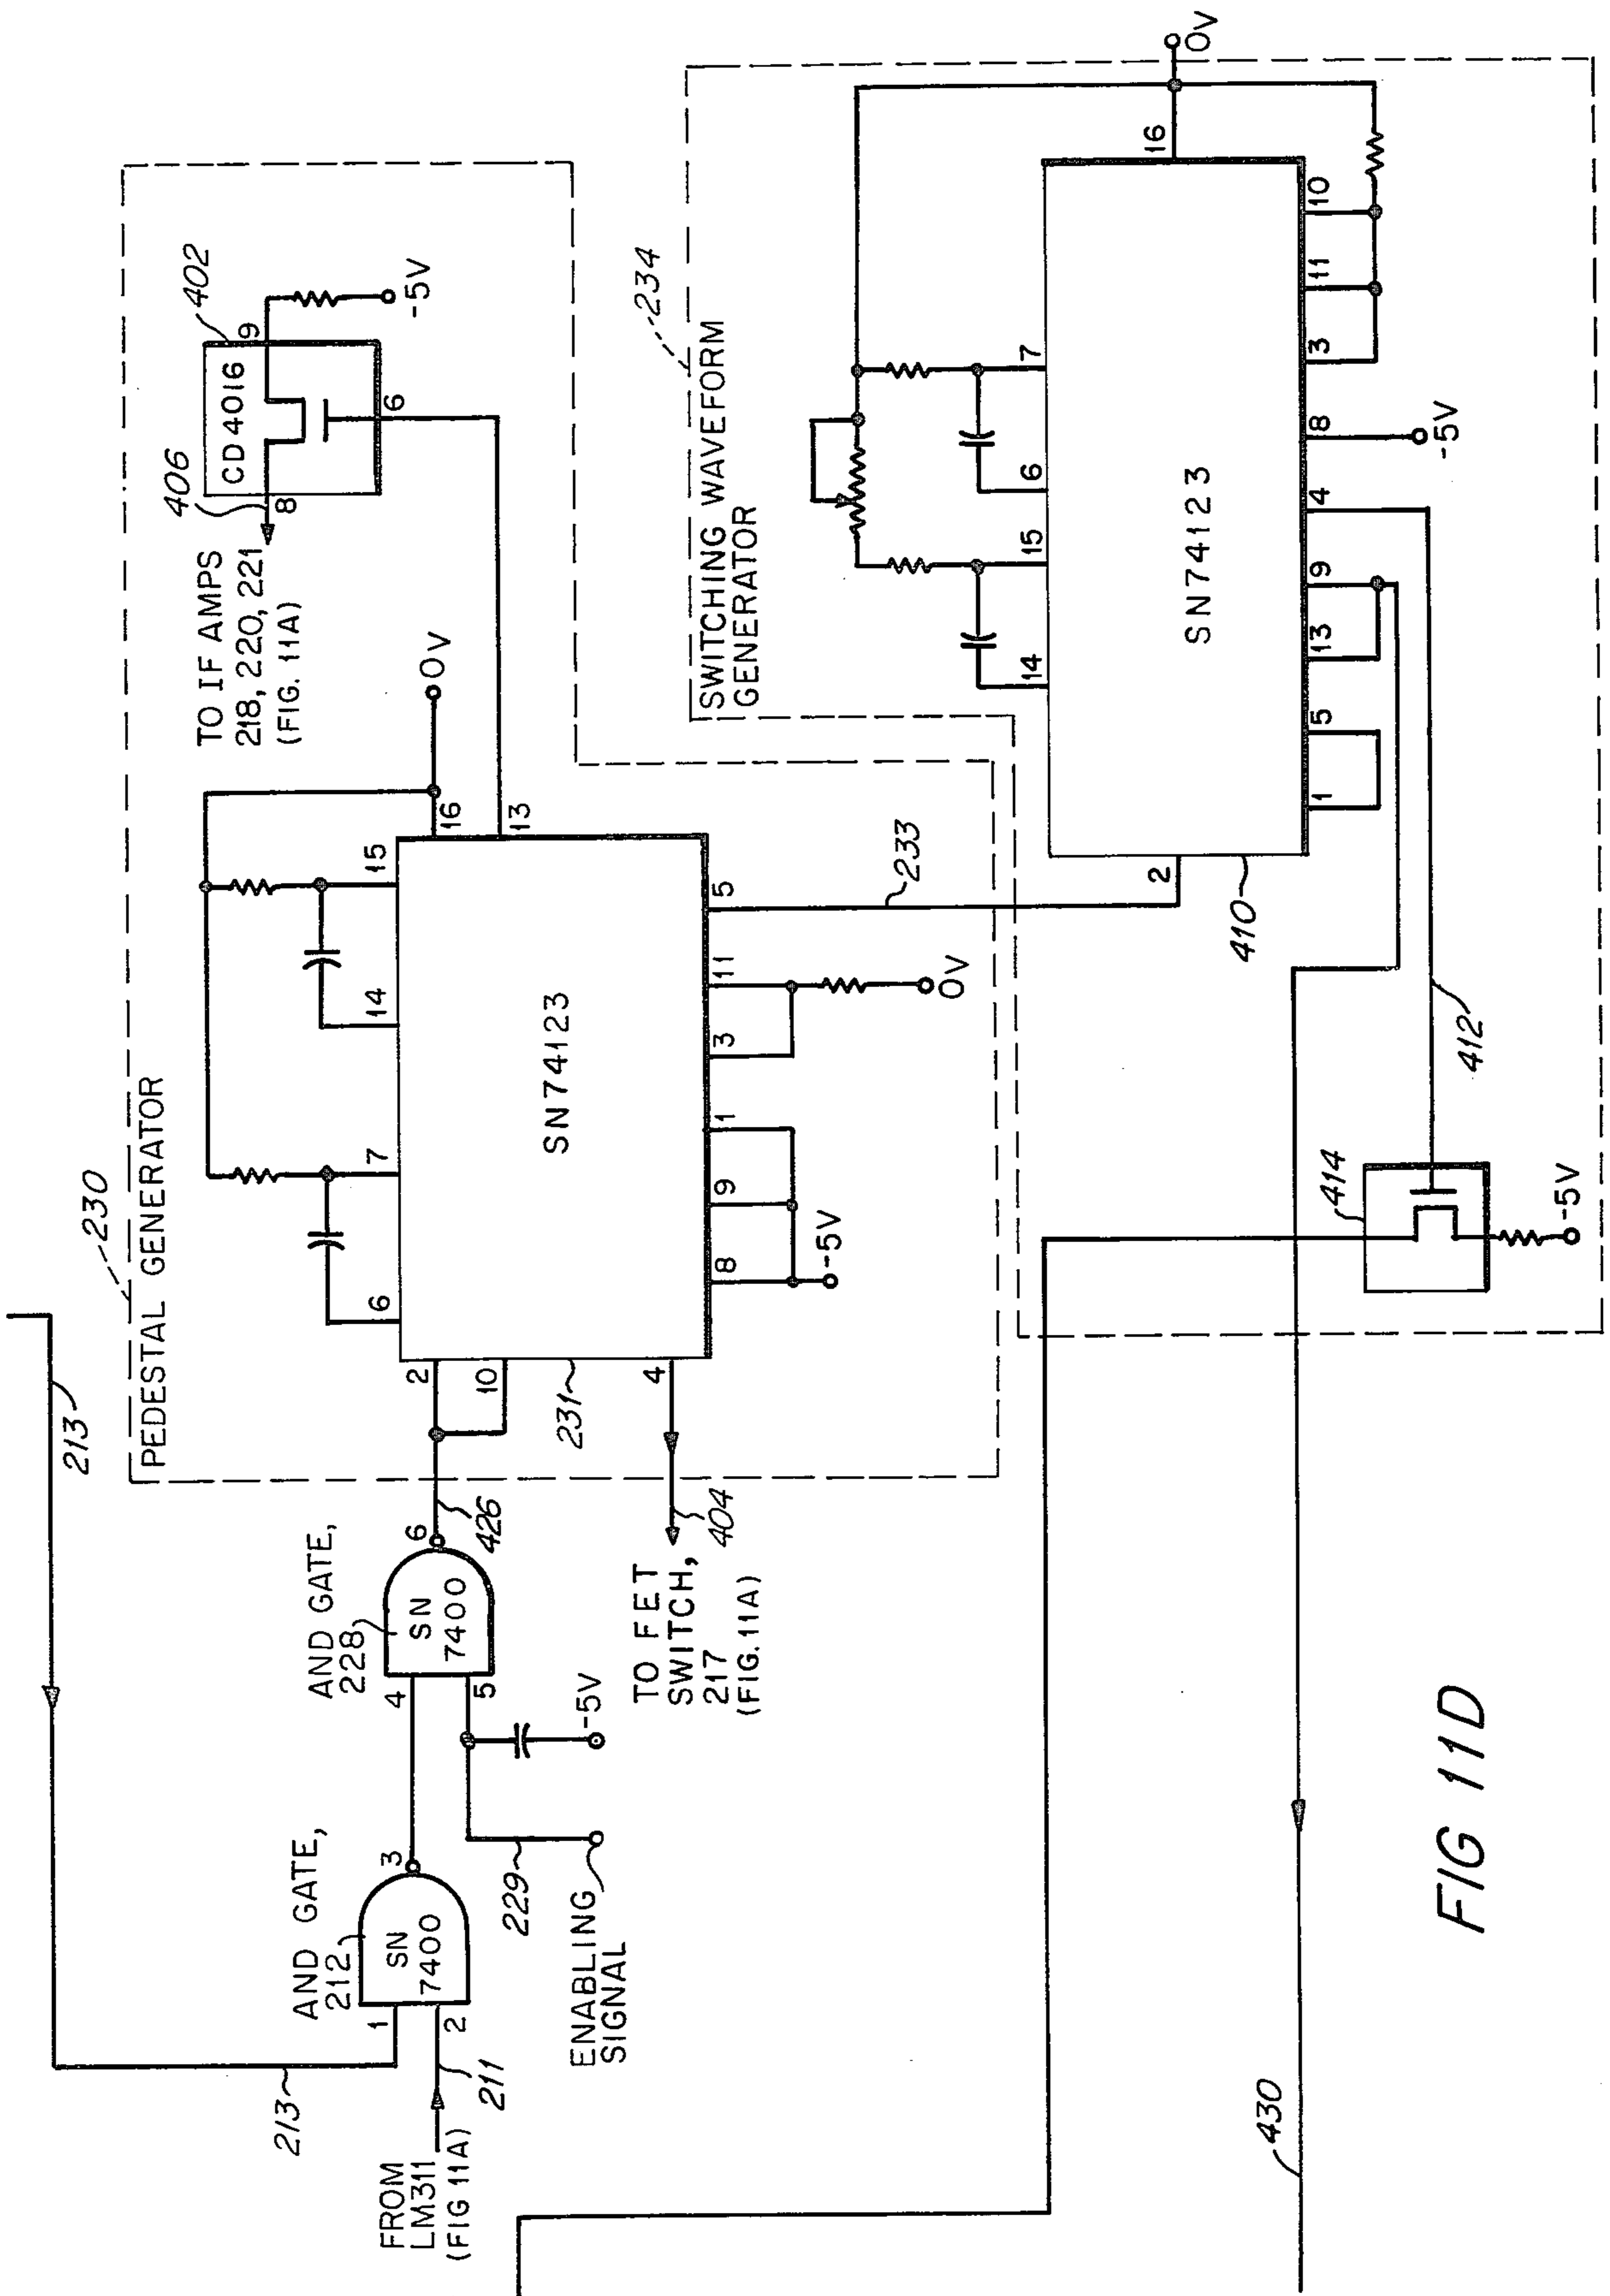 213
213
FROM
LM311
(FIG 11A)
211
1
2
AND GATE,
212
SN
7400
3
229
ENABLING
SIGNAL
4
5
-5V
AND GATE,
228
SN
7400
6
426
TO FET
SWITCH,
217
(FIG. 11A)
404
230
PEDESTAL GENERATOR
2
10
231
4
6
7
14
15
SN74123
16
13
0V
8
9
1
3
11
5
-5V
0V
233
TO IF AMPS
218, 220, 221
(FIG. 11A)
406
8
CD4016
9
402
6
-5V
234
SWITCHING WAVEFORM
GENERATOR
14
15
6
7
SN74123
2
410
16
0V
1
5
13
9
4
8
3
11
10
-5V
412
414
-5V
430
FIG 11D